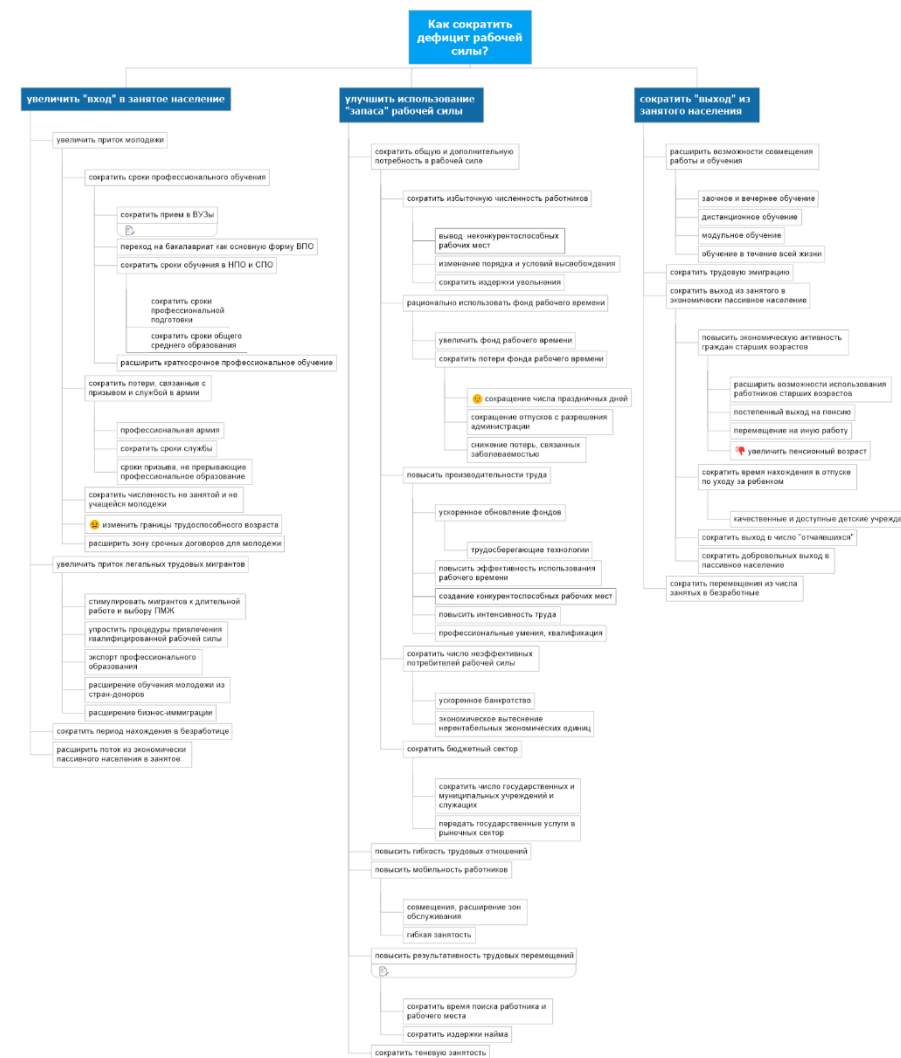 Как сократить
дефицит рабочей
силы?
увеличить "вход" в занятое население
увеличить приток молодежи
сократить сроки профессионального обучения
сократить прием в ВУЗы
переход на бакалавриат как основную форму ВПО
сократить сроки обучения в НПО и СПО
сократить сроки
профессиональной
подготовки
сократить сроки общего
среднего образования
расширить краткосрочное профессиональное обучение
сократить потери, связанные с
призывом и службой в армии
профессиональная армия
сократить сроки службы
сроки призыва, не прерывающие
профессиональное образование
сократить численность не занятой и не
учащейся молодежи
изменить границы трудоспособного возраста
расширить зону срочных договоров для молодежи
увеличить приток легальных трудовых мигрантов
стимулировать мигрантов к длительной
работе и выбору ПМЖ
упростить процедуры привлечения
квалифицированной рабочей силы
экспорт профессионального
образования
расширение обучения молодежи из
стран-доноров
расширение бизнес-иммиграции
сократить период нахождения в безработице
расширить поток из экономически
пассивного населения в занятое
улучшить использование
"запаса" рабочей силы
сократить общую и дополнительную
потребность в рабочей силе
сократить избыточную численность работников
вывод неконкурентоспособных
рабочих мест
изменение порядка и условий высвобождения
сократить издержки увольнения
рационально использовать фонд рабочего времени
увеличить фонд рабочего времени
сократить потери фонда рабочего времени
сокращение числа праздничных дней
сокращение отпусков с разрешения
администрации
снижение потерь, связанных
заболеваемостью
повысить производительности труда
ускоренное обновление фондов
трудосберегающие технологии
повысить эффективность использования
рабочего времени
создание конкурентоспособных рабочих мест
повысить интенсивность труда
профессиональные умения, квалификация
сократить число неэффективных
потребителей рабочей силы
ускоренное банкротство
экономическое вытеснение
нерентабельных экономических единиц
сократить бюджетный сектор
сократить число государственных и
муниципальных учреждений и
служащих
передать государственные услуги в
рыночных сектор
повысить гибкость трудовых отношений
повысить мобильность работников
совмещения, расширение зон
обслуживания
гибкая занятость
повысить результативность трудовых перемещений
сократить время поиска работника и
рабочего места
сократить издержки найма
сократить теневую занятость
сократить "выход" из
занятого населения
расширить возможности совмещения
работы и обучения
заочное и вечернее обучение
дистанционное обучение
модульное обучение
обучение в течение всей жизни
сократить трудовую эмиграцию
сократить выход из занятого в
экономически пассивное население
повысить экономическую активность
граждан старших возрастов
расширить возможности использования
работников старших возрастов
постепенный выход на пенсию
перемещение на иную работу
увеличить пенсионный возраст
сократить время нахождения в отпуске
по уходу за ребенком
качественные и доступные детские учрежде
сократить выход в число "отчаявшихся"
сократить добровольных выход в
пассивное население
сократить перемещения из числа
занятых в безработные